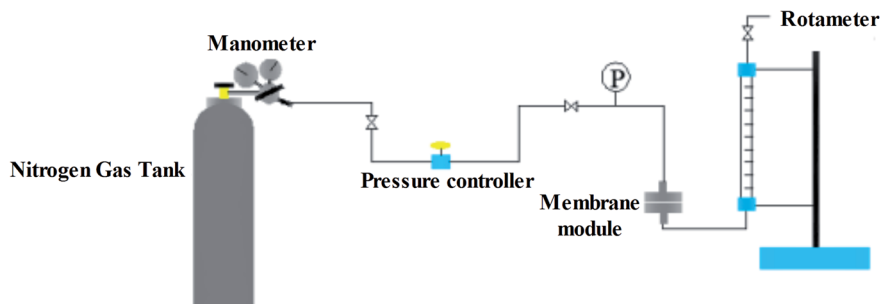 Rotameter
Manometer
P
Nitrogen Gas Tank
Pressure controller
Membrane
module